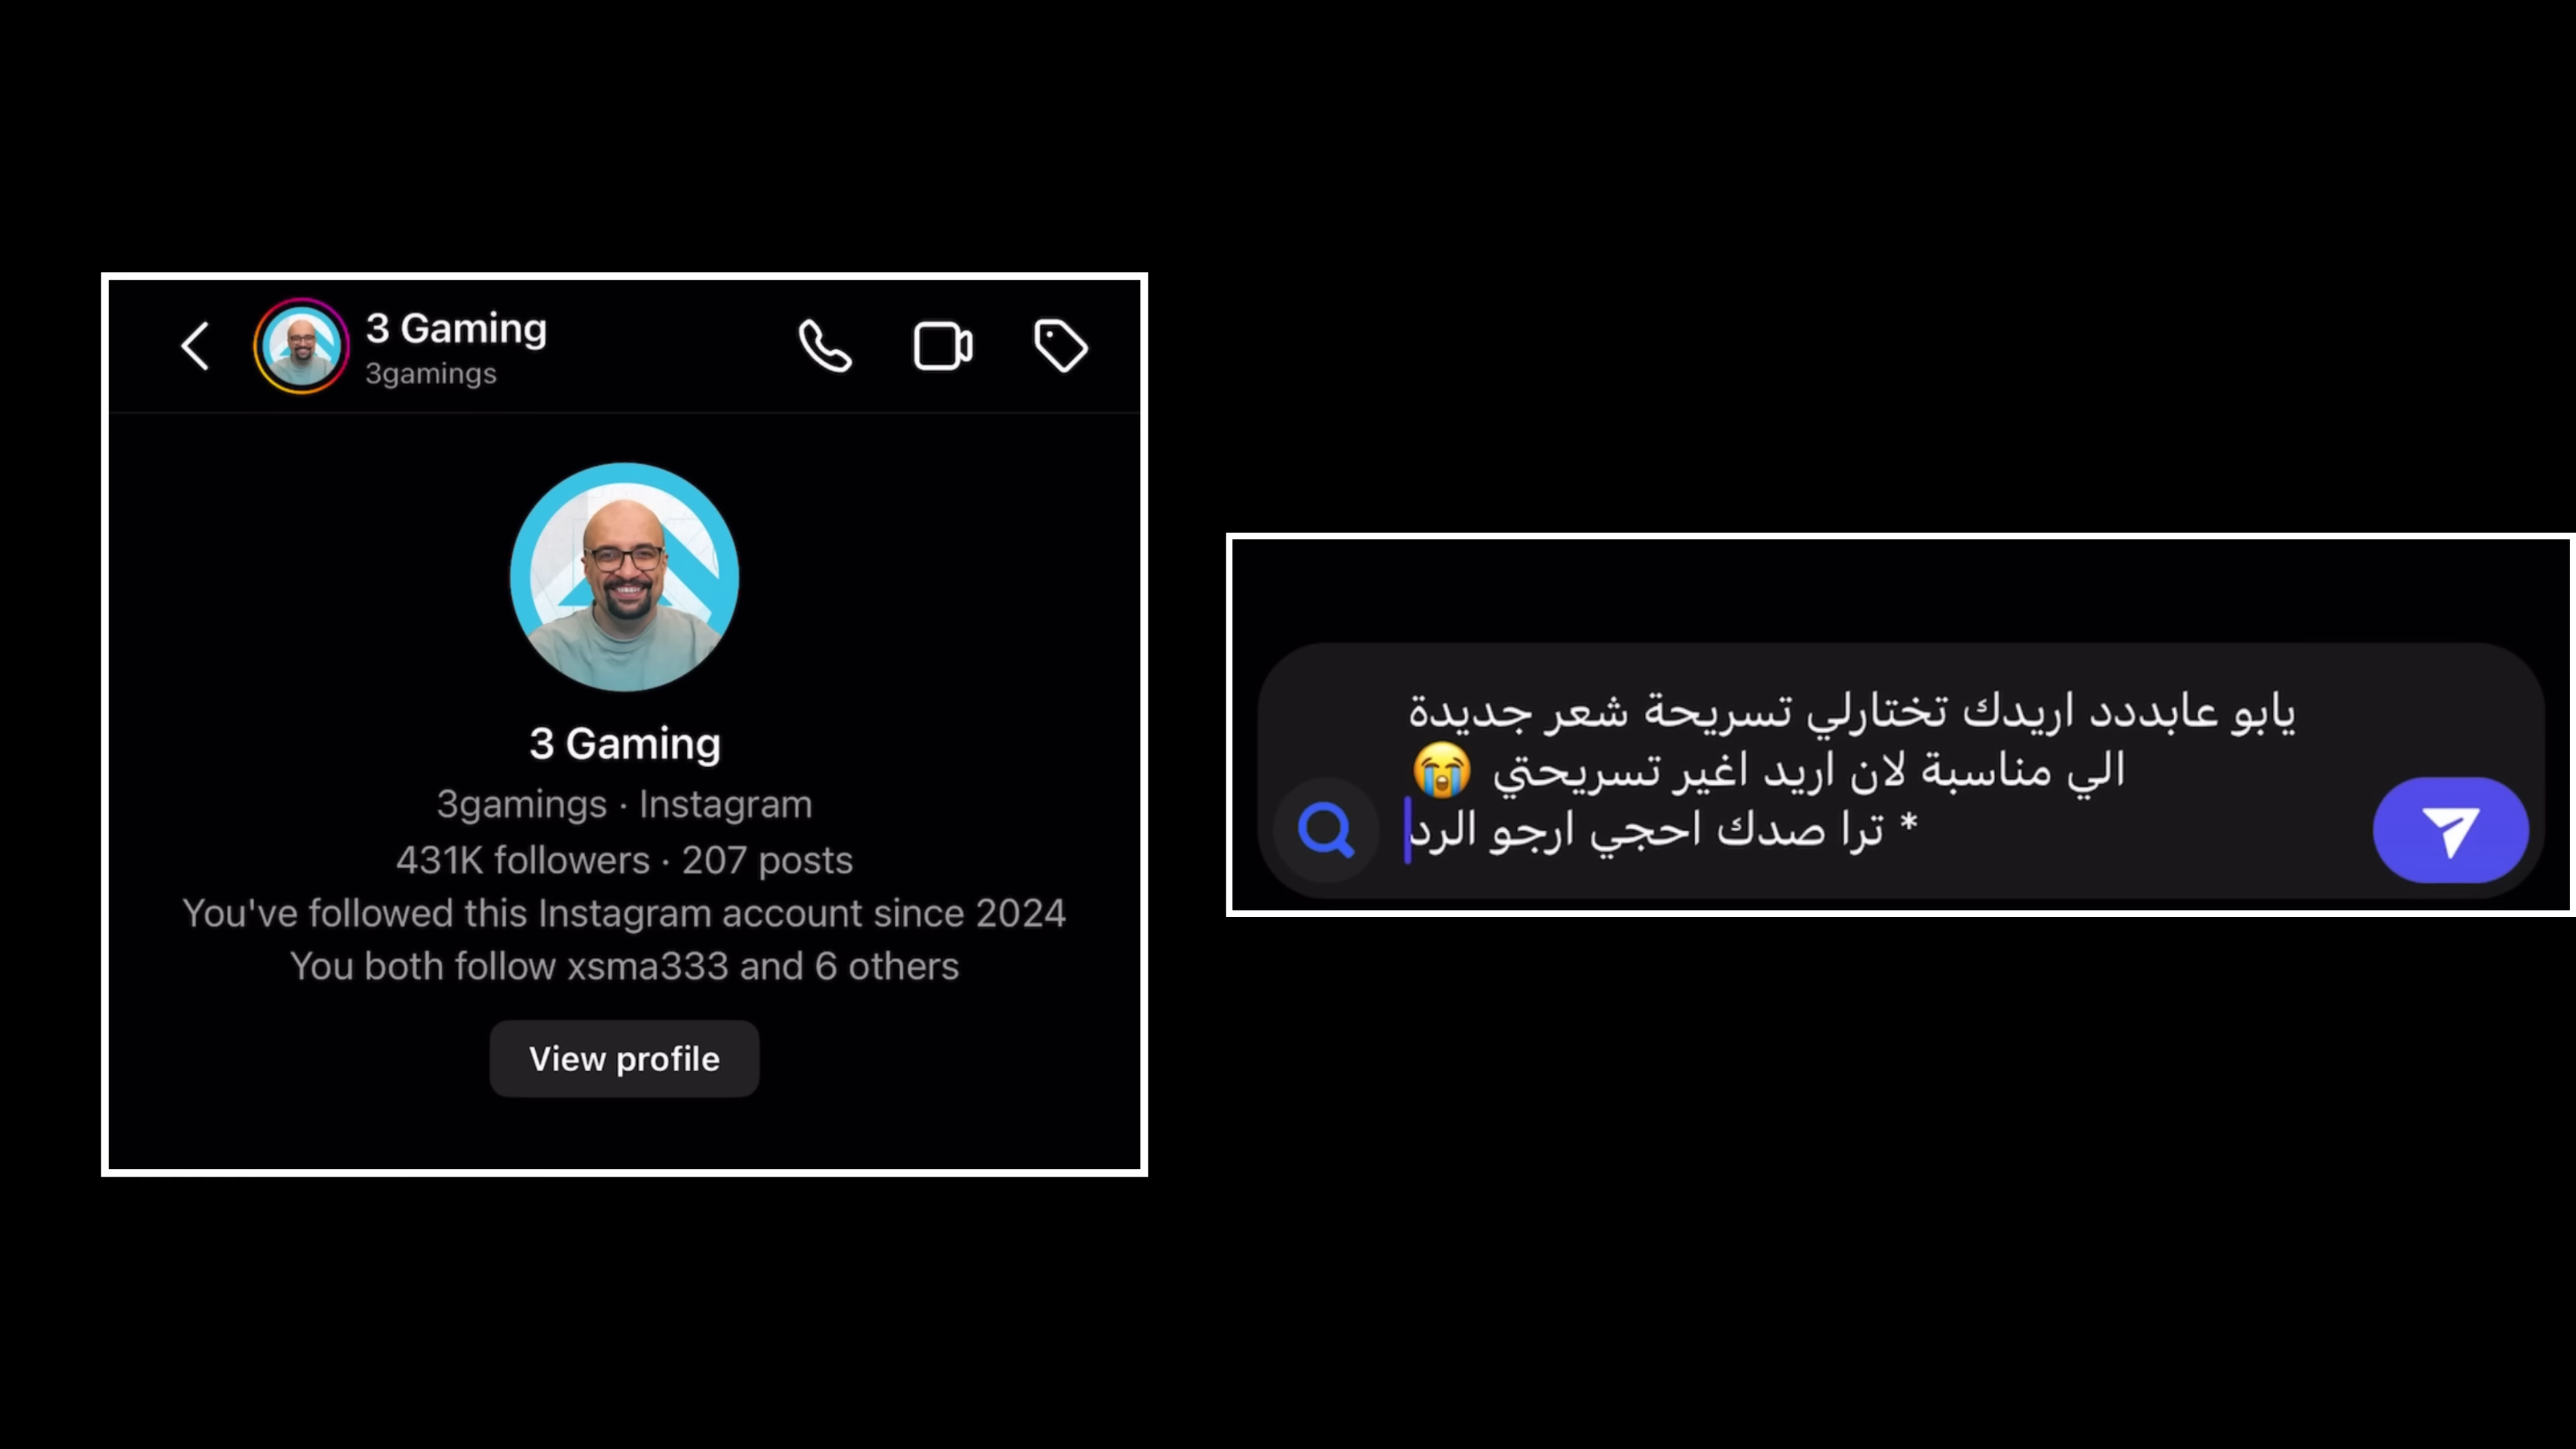 3 Gaming
3gamings
3 Gaming
3gamings · Instagram
431K followers · 207 posts
You've followed this Instagram account since 2024
You both follow xsma333 and 6 others
View profile
يابو عابددد اريدك تختارلي تسريحة شعر جديدة
الي مناسبة لان اريد اغير تسريحتي 😭
* ترا صدك احجي ارجو الرد